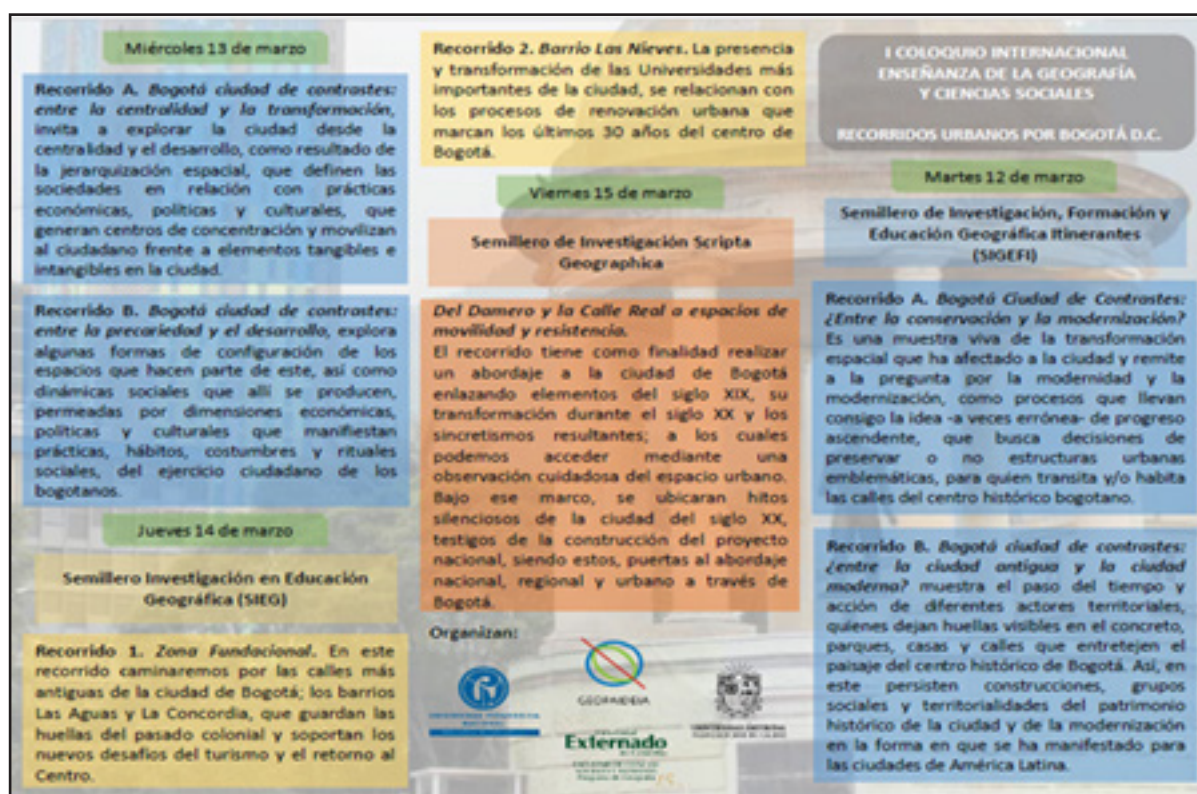 Miércoles 13 de marzo
Recorrido A. Bogotá ciudad de contrastes:
entre la centralidad y la transformación,
invita a explorar la ciudad desde la
centralidad y el desarrollo, como resultado de
la jerarquización espacial, que definen las
sociedades en relación con prácticas
económicas, políticas y culturales, que
generan centros de concentración y movilizan
al ciudadano frente a elementos tangibles e
intangibles en la ciudad.
Recorrido B. Bogotá ciudad de contrastes:
entre la precariedad y el desarrollo, explora
algunas formas de configuración de los
espacios que hacen parte de este, así como
dinámicas sociales que allí se producen,
permeadas por dimensiones económicas,
políticas y culturales que manifiestan
prácticas, hábitos, costumbres y rituales
sociales, del ejercicio ciudadano de los
bogotanos.
Jueves 14 de marzo
Semillero Investigación en Educación
Geográfica (SIEG)
Recorrido 1. Zona Fundacional. En este
recorrido caminaremos por las calles más
antiguas de la ciudad de Bogotá; los barrios
Las Aguas y La Concordia, que guardan las
huellas del pasado colonial y soportan los
nuevos desafíos del turismo y el retorno al
Centro.
Recorrido 2. Barrio Las Nieves. La presencia
y transformación de las Universidades más
importantes de la ciudad, se relacionan con
los procesos de renovación urbana que
marcan los últimos 30 años del centro de
Bogotá.
Viernes 15 de marzo
Semillero de Investigación Scripta
Geographica
Del Damero y la Calle Real a espacios de
movilidad y resistencia.
El recorrido tiene como finalidad realizar
un abordaje a la ciudad de Bogotá
enlazando elementos del siglo XIX, su
transformación durante el siglo XX y los
sincretismos resultantes; a los cuales
podemos acceder mediante una
observación cuidadosa del espacio urbano.
Bajo ese marco, se ubicaran hitos
silenciosos de la ciudad del siglo XX,
testigos de la construcción del proyecto
nacional, siendo estos, puertas al abordaje
nacional, regional y urbano a través de
Bogotá.
Organizan:
GEOPAIDEIA
Externado
I COLOQUIO INTERNACIONAL
ENSEÑANZA DE LA GEOGRAFÍA
Y CIENCIAS SOCIALES
RECORRIDOS URBANOS POR BOGOTÁ D.C.
Martes 12 de marzo
Semillero de Investigación, Formación y
Educación Geográfica Itinerantes
(SIGEFI)
Recorrido A. Bogotá Ciudad de Contrastes:
¿Entre la conservación y la modernización?
Es una muestra viva de la transformación
espacial que ha afectado a la ciudad y remite
a la pregunta por la modernidad y la
modernización, como procesos que llevan
consigo la idea -a veces errónea- de progreso
ascendente, que busca decisiones de
preservar o no estructuras urbanas
emblemáticas, para quien transita y/o habita
las calles del centro histórico bogotano.
Recorrido B. Bogotá ciudad de contrastes:
¿entre la ciudad antigua y la ciudad
moderna? muestra el paso del tiempo y
acción de diferentes actores territoriales,
quienes dejan huellas visibles en el concreto,
parques, casas y calles que entretejen el
paisaje del centro histórico de Bogotá. Así, en
este persisten construcciones, grupos
sociales y territorialidades del patrimonio
histórico de la ciudad y de la modernización
en la forma en que se ha manifestado para
las ciudades de América Latina.